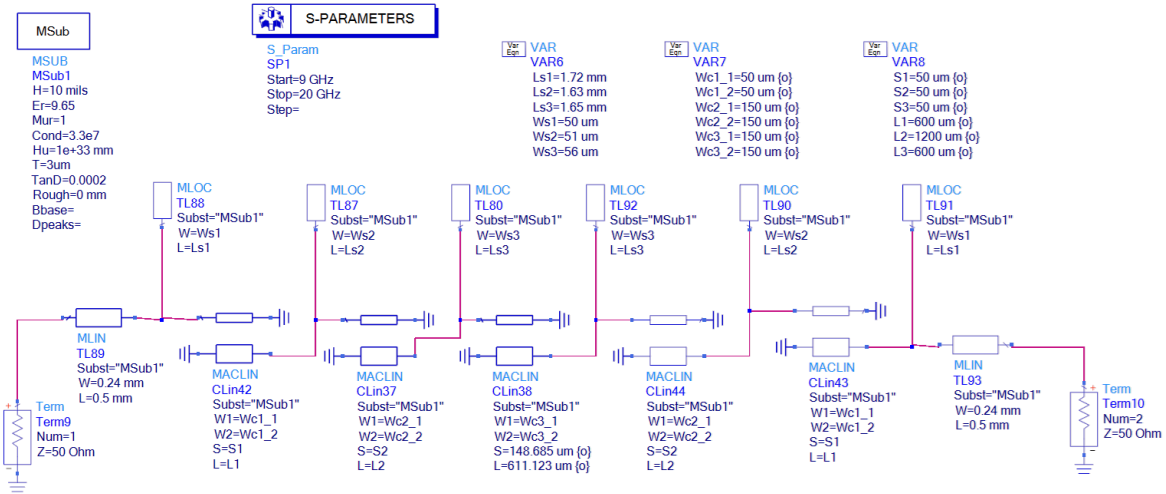 MSub
MSUB
MSub1
H=10 mils
Er=9.65
Mur=1
Cond=3.3e7
Hu=1e+33 mm
T=3um
TanD=0.0002
Rough=0 mm
Bbase=
Dpeaks=
S-PARAMETERS
S_Param
SP1
Start=9 GHz
Stop=20 GHz
Step=
Var
Eqn
VAR
VAR6
Ls1=1.72 mm
Ls2=1.63 mm
Ls3=1.65 mm
Ws1=50 um
Ws2=51 um
Ws3=56 um
Var
Eqn
VAR
VAR7
Wc1_1=50 um {o}
Wc1_2=50 um {o}
Wc2_1=150 um {o}
Wc2_2=150 um {o}
Wc3_1=150 um {o}
Wc3_2=150 um {o}
Var
Eqn
VAR
VAR8
S1=50 um {o}
S2=50 um {o}
S3=50 um {o}
L1=600 um {o}
L2=1200 um {o}
L3=600 um {o}
MLOC
TL88
Subst="MSub1"
W=Ws1
L=Ls1
MLOC
TL87
Subst="MSub1"
W=Ws2
L=Ls2
MLOC
TL80
Subst="MSub1"
W=Ws3
L=Ls3
MLOC
TL92
Subst="MSub1"
W=Ws3
L=Ls3
MLOC
TL90
Subst="MSub1"
W=Ws2
L=Ls2
MLOC
TL91
Subst="MSub1"
W=Ws1
L=Ls1
Term
Term9
Num=1
Z=50 Ohm
MLIN
TL89
Subst="MSub1"
W=0.24 mm
L=0.5 mm
MACLIN
CLin42
Subst="MSub1"
W1=Wc1_1
W2=Wc1_2
S=S1
L=L1
MACLIN
CLin37
Subst="MSub1"
W1=Wc2_1
W2=Wc2_2
S=S2
L=L2
MACLIN
CLin38
Subst="MSub1"
W1=Wc3_1
W2=Wc3_2
S=148.685 um {o}
L=611.123 um {o}
MACLIN
CLin44
Subst="MSub1"
W1=Wc2_1
W2=Wc2_2
S=S2
L=L2
MACLIN
CLin43
Subst="MSub1"
W1=Wc1_1
W2=Wc1_2
S=S1
L=L1
MLIN
TL93
Subst="MSub1"
W=0.24 mm
L=0.5 mm
Term
Term10
Num=2
Z=50 Ohm